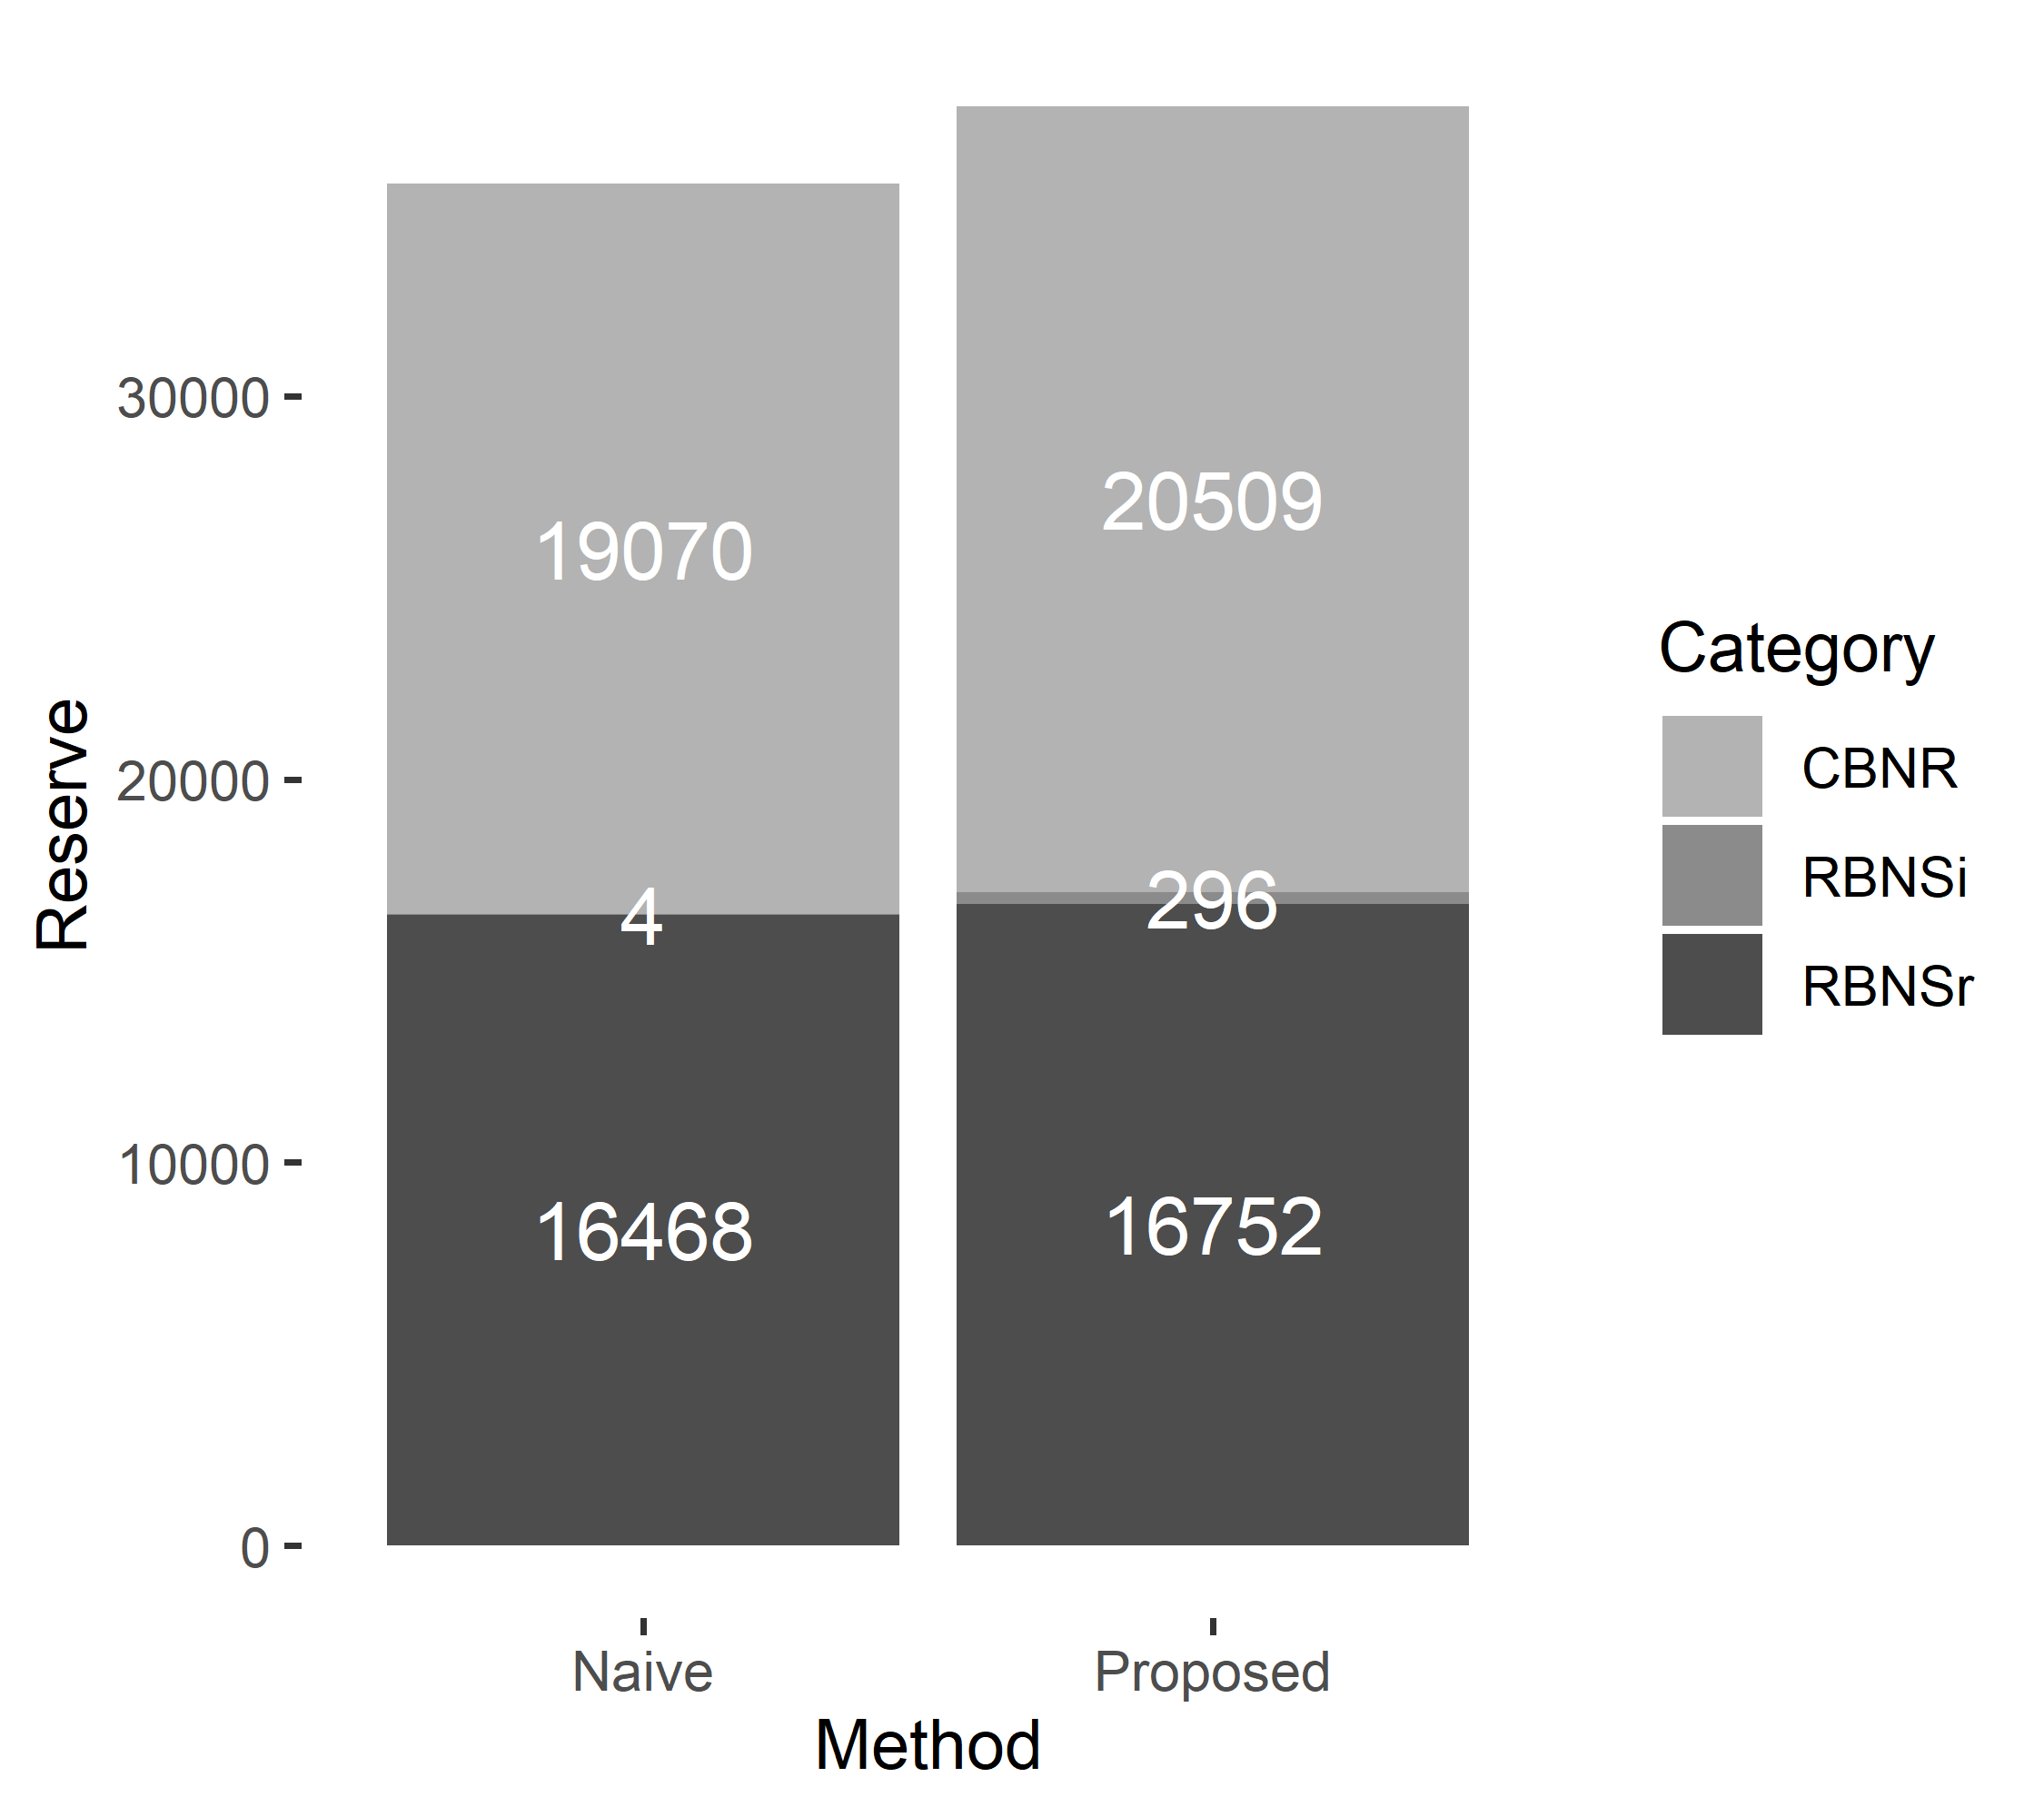 Reserve
30000
20000
10000
0
19070
4
16468
20509
296
16752
Naive
Proposed
Method
Category
CBNR
RBNSi
RBNSr